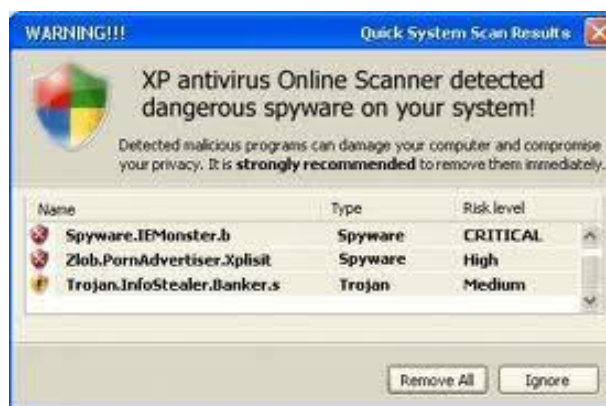 WARNING!!! Quick System Scan Results
XP antivirus Online Scanner detected
dangerous spyware on your system!
Detected malicious programs can damage your computer and compromise
your privacy. It is strongly recommended to remove them immediately.
Name Type Risk level
Spyware.IEMonster.b Spyware CRITICAL
Zlob.PornAdvertiser.Xplisit Spyware High
Trojan.InfoStealer.Banker.s Trojan Medium
Remove All Ignore